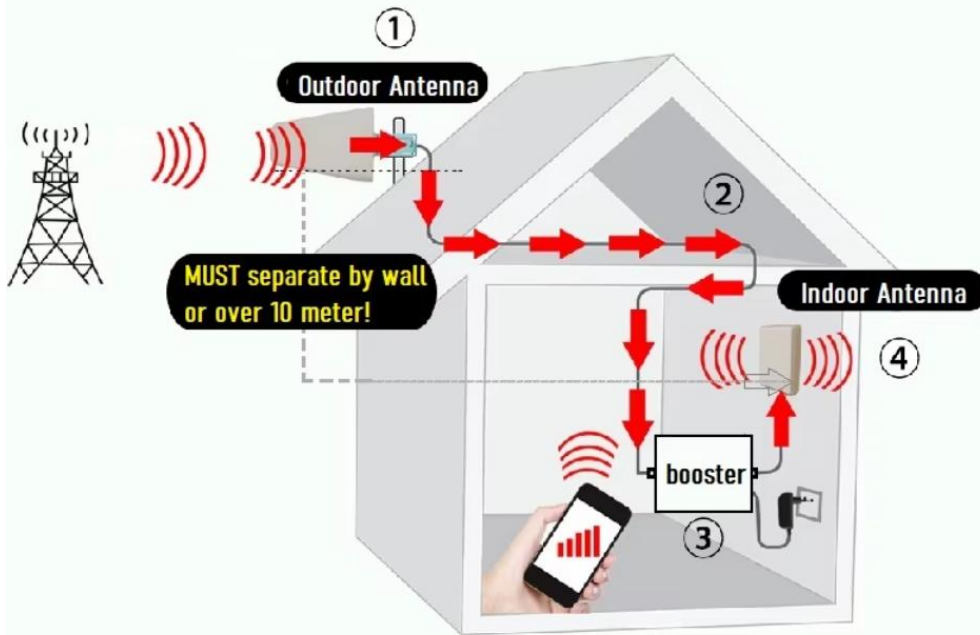 ①
Outdoor Antenna
②
MUST separate by wall
or over 10 meter!
Indoor Antenna
④
booster
③